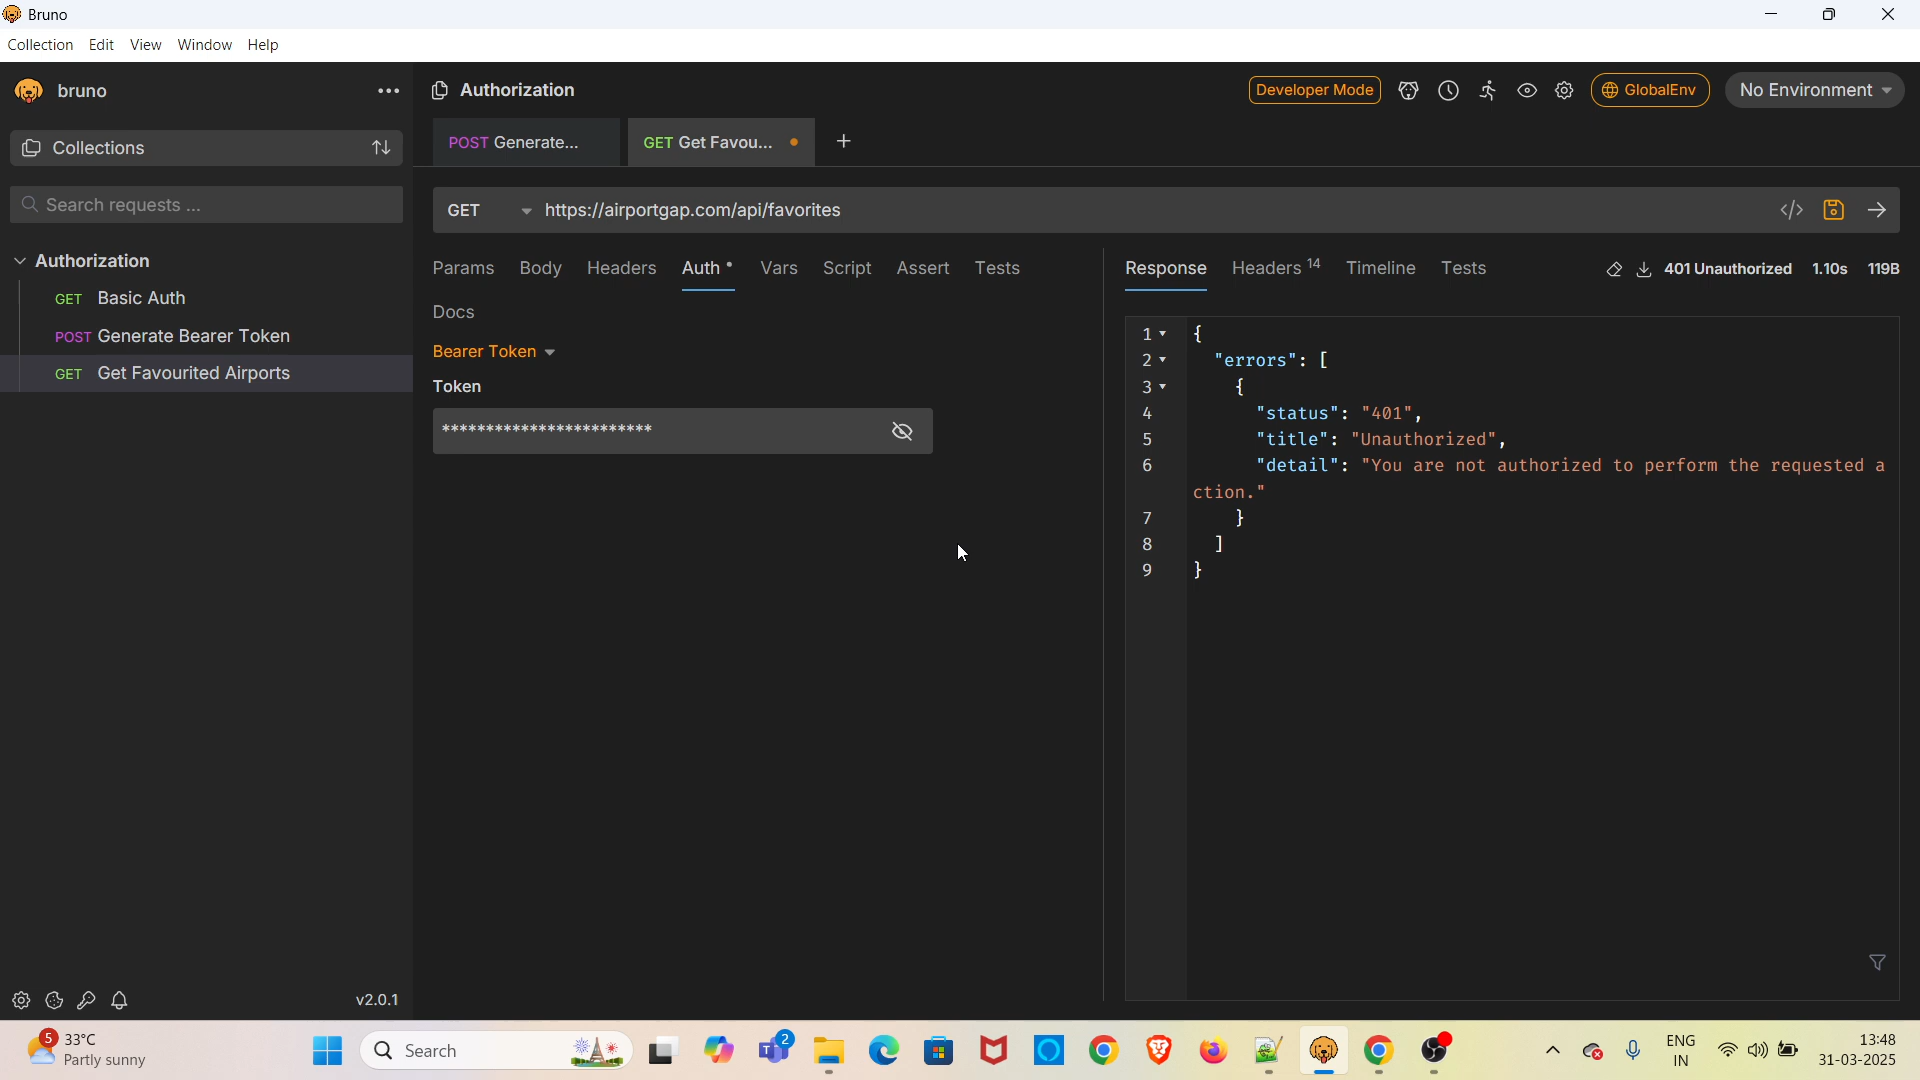 Bruno
Collection Edit View Window Help
bruno
Authorization
Developer Mode
GlobalEnv
No Environment
Collections
POST Generate...
GET Get Favou...
Search requests ...
GET https://airportgap.com/api/favorites
Authorization
GET Basic Auth
POST Generate Bearer Token
GET Get Favourited Airports
Params Body Headers Auth Vars Script Assert Tests
Docs
Bearer Token
Token
************************
Response Headers 14 Timeline Tests
401 Unauthorized 1.10s 119B
1 {
2 "errors": [
3 {
4 "status": "401",
5 "title": "Unauthorized",
6 "detail": "You are not authorized to perform the requested a
ction."
7 }
8 ]
9 }
v2.0.1
5
33°C
Partly sunny
Search
2
ENG
IN
13:48
31-03-2025